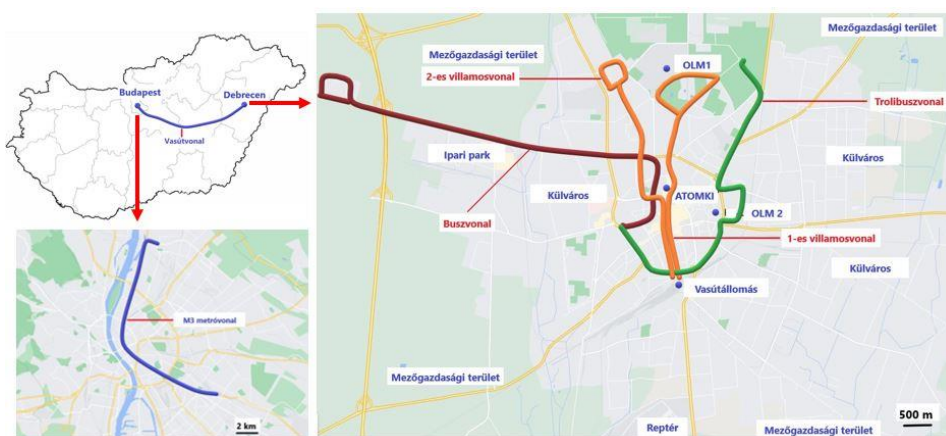 Budapest
Debrecen
Vasútvonal
M3 metróvonal
2 km
Mezőgazdasági terület
Mezőgazdasági terület
OLM1
2-es villamosvonal
Trolibuszvonal
Ipari park
Külváros
Külváros
ATOMKI
OLM 2
Buszvonal
1-es villamosvonal
Külváros
Vasútállomás
Mezőgazdasági terület
500 m
Reptér
Mezőgazdasági terület